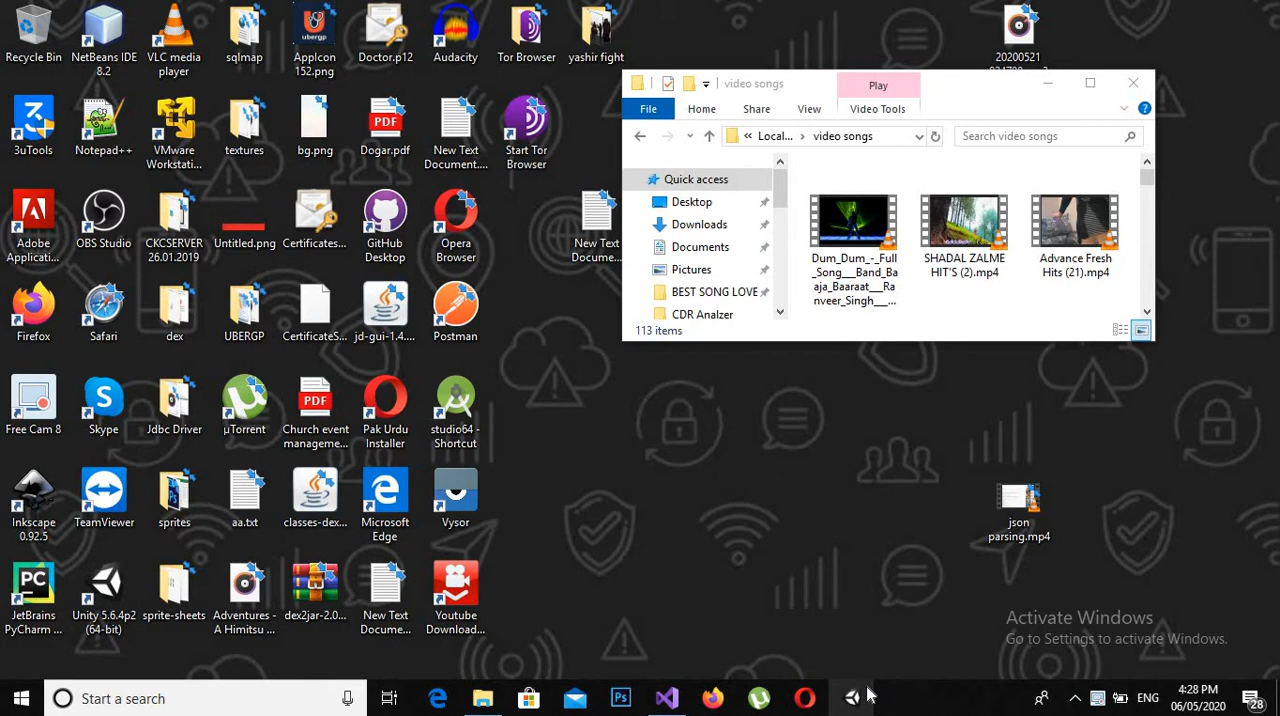 Recycle Bin
NetBeans IDE
8.2
VLC media
player
sqlmap
AppIcon
152.png
Doctor.p12
Audacity
Tor Browser
yashir fight
20200521
3uTools
Notepad++
VMware
Workstati...
textures
bg.png
Dogar.pdf
New Text
Document....
Start Tor
Browser
Adobe
Applicati...
OBS Studio
CKCSERVER
26.01.2019
Untitled.png
Certificates...
GitHub
Desktop
Opera
Browser
New Text
Docume...
Firefox
Safari
dex
UBERGP
CertificateS...
jd-gui-1.4....
Postman
Free Cam 8
Skype
Jdbc Driver
µTorrent
Church event
manageme...
Pak Urdu
Installer
studio64 -
Shortcut
Inkscape
0.92.5
TeamViewer
sprites
aa.txt
classes-dex...
Microsoft
Edge
Vysor
json
parsing.mp4
JetBrains
PyCharm ...
Unity 5.6.4p2
(64-bit)
sprite-sheets
Adventures -
A Himitsu ...
dex2jar-2.0...
New Text
Docume...
Youtube
Download...
video songs
Play
File
Home
Share
View
Video Tools
« Local... › video songs
Search video songs
Quick access
Desktop
Downloads
Documents
Pictures
BEST SONG LOVE
CDR Analzer
Dum_Dum_-_Full
_Song___Band_Ba
ja_Baaraat___Ra
nveer_Singh___...
SHADAL ZALME
HIT'S (2).mp4
Advance Fresh
Hits (21).mp4
113 items
Activate Windows
Go to Settings to activate Windows.
Start a search
ENG
4:28 PM
06/05/2020
28